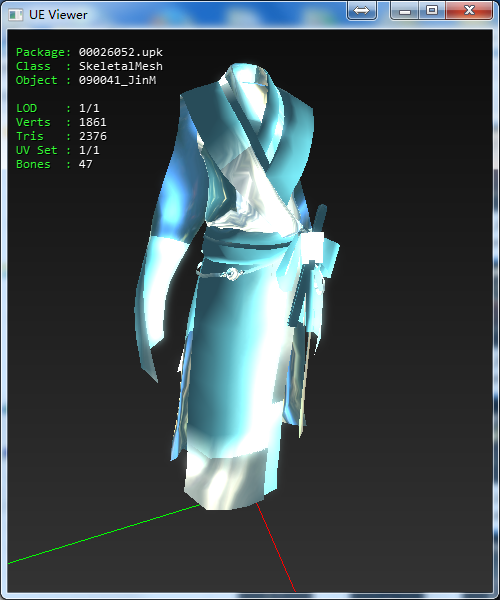 UE Viewer
Package: 00026052.upk
Class  : SkeletalMesh
Object : 090041_JinM
LOD    : 1/1
Verts  : 1861
Tris   : 2376
UV Set : 1/1
Bones  : 47